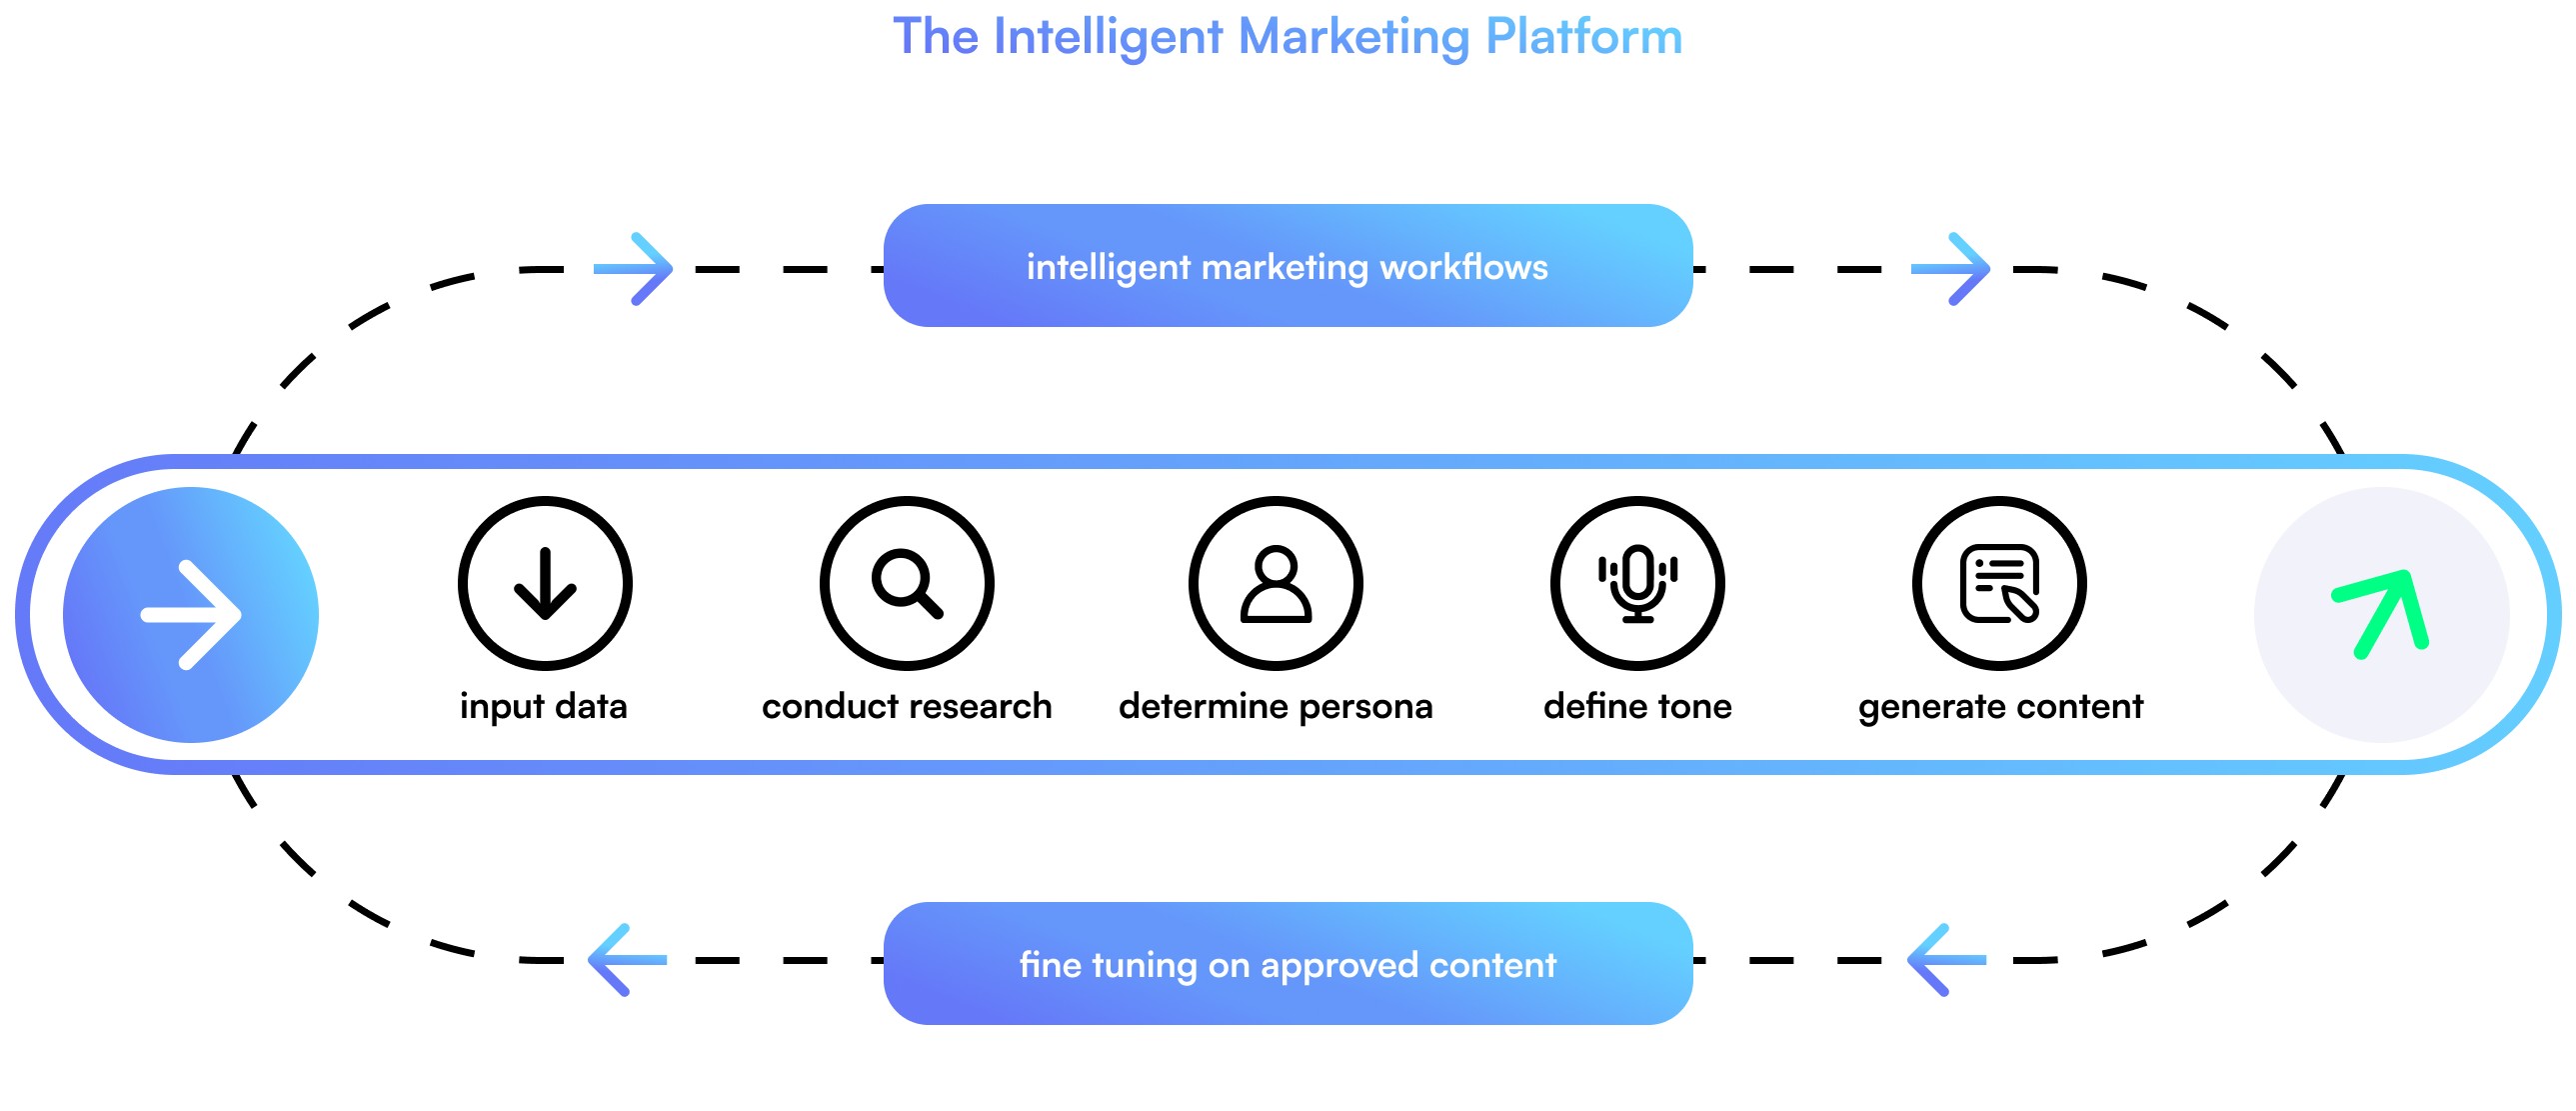 The Intelligent Marketing Platform
intelligent marketing workflows
input data
conduct research
determine persona
define tone
generate content
fine tuning on approved content